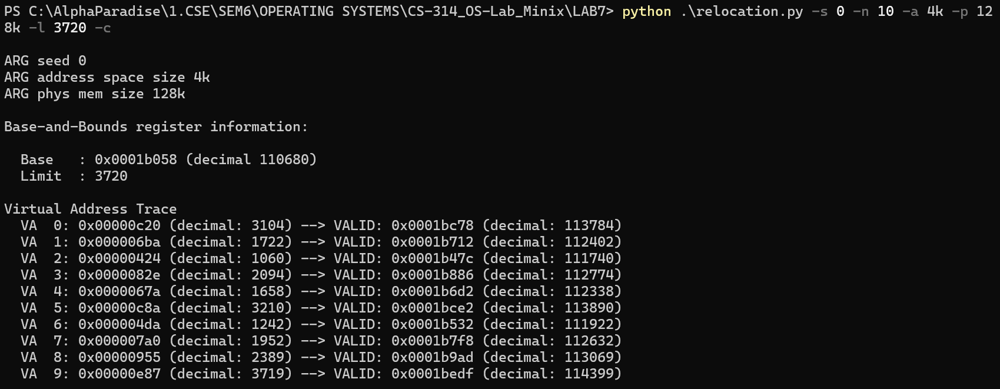 PS C:\AlphaParadise\1.CSE\SEM6\OPERATING SYSTEMS\CS-314_OS-Lab_Minix\LAB7> python .\relocation.py -s 0 -n 10 -a 4k -p 12
8k -l 3720 -c
ARG seed 0
ARG address space size 4k
ARG phys mem size 128k
Base-and-Bounds register information:
Base   : 0x0001b058 (decimal 110680)
Limit  : 3720
Virtual Address Trace
VA  0: 0x00000c20 (decimal: 3104) --> VALID: 0x0001bc78 (decimal: 113784)
VA  1: 0x000006ba (decimal: 1722) --> VALID: 0x0001b712 (decimal: 112402)
VA  2: 0x00000424 (decimal: 1060) --> VALID: 0x0001b47c (decimal: 111740)
VA  3: 0x0000082e (decimal: 2094) --> VALID: 0x0001b886 (decimal: 112774)
VA  4: 0x0000067a (decimal: 1658) --> VALID: 0x0001b6d2 (decimal: 112338)
VA  5: 0x00000c8a (decimal: 3210) --> VALID: 0x0001bce2 (decimal: 113890)
VA  6: 0x000004da (decimal: 1242) --> VALID: 0x0001b532 (decimal: 111922)
VA  7: 0x000007a0 (decimal: 1952) --> VALID: 0x0001b7f8 (decimal: 112632)
VA  8: 0x00000955 (decimal: 2389) --> VALID: 0x0001b9ad (decimal: 113069)
VA  9: 0x00000e87 (decimal: 3719) --> VALID: 0x0001bedf (decimal: 114399)